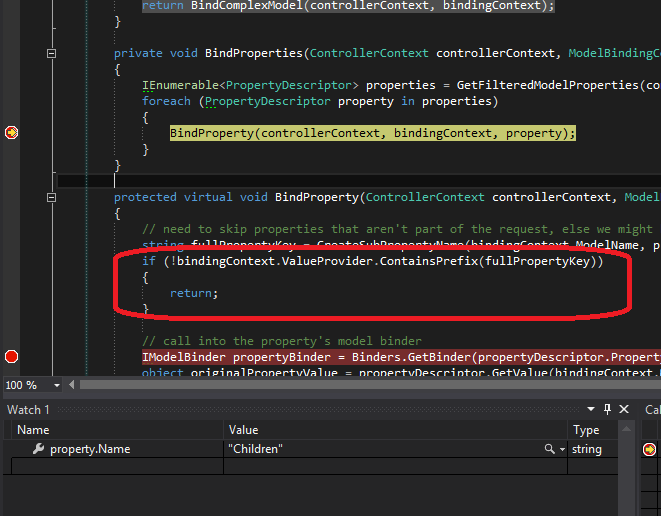 return BindComplexModel(controllerContext, bindingContext);
}
private void BindProperties(ControllerContext controllerContext, ModelBindingCo
{
IEnumerable<PropertyDescriptor> properties = GetFilteredModelProperties(co
foreach (PropertyDescriptor property in properties)
{
BindProperty(controllerContext, bindingContext, property);
}
}
protected virtual void BindProperty(ControllerContext controllerContext, Model
{
// need to skip properties that aren't part of the request, else we might
string fullPropertyKey = CreateSubPropertyName(bindingContext.ModelName, p
if (!bindingContext.ValueProvider.ContainsPrefix(fullPropertyKey))
{
return;
}
// call into the property's model binder
IModelBinder propertyBinder = Binders.GetBinder(propertyDescriptor.Property
object originalPropertyValue = propertyDescriptor.GetValue(bindingContext.
100 %
Watch 1 Cal
Name Value Type
property.Name "Children" string